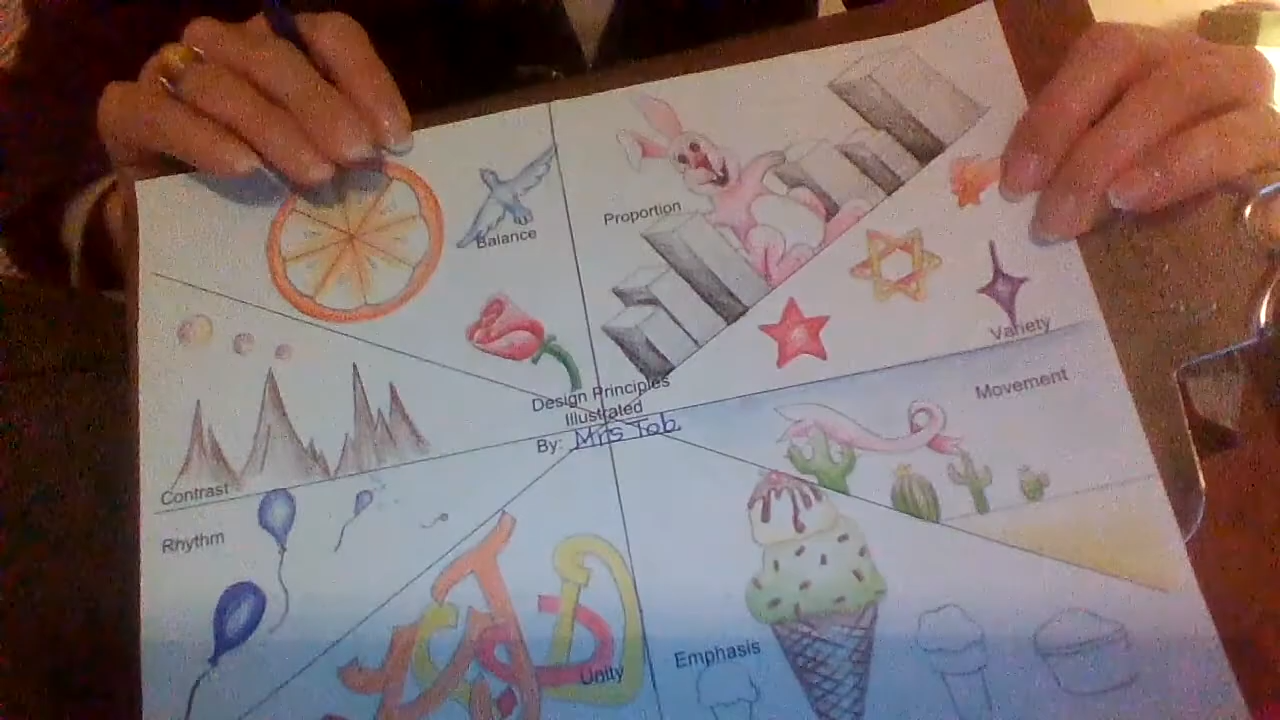 Balance
Proportion
Variety
Movement
Design Principles
Illustrated
By: Mrs Tob.
Contrast
Rhythm
Unity
Emphasis